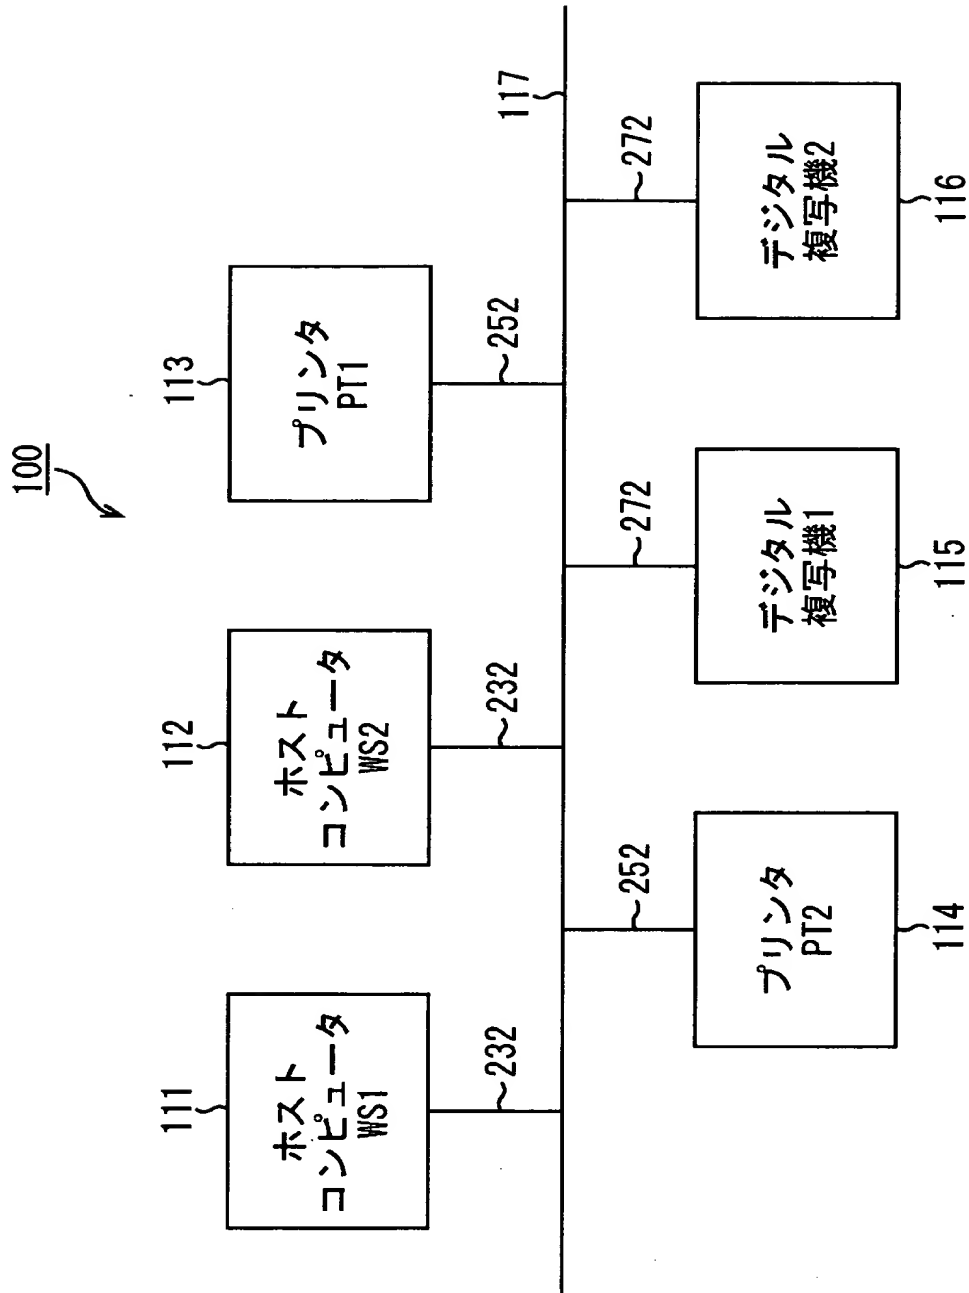 100
111
ホスト
コンピュータ
WS1
232
112
ホスト
コンピュータ
WS2
232
113
プリンタ
PT1
252
117
252
プリンタ
PT2
114
272
デジタル
複写機1
115
272
デジタル
複写機2
116